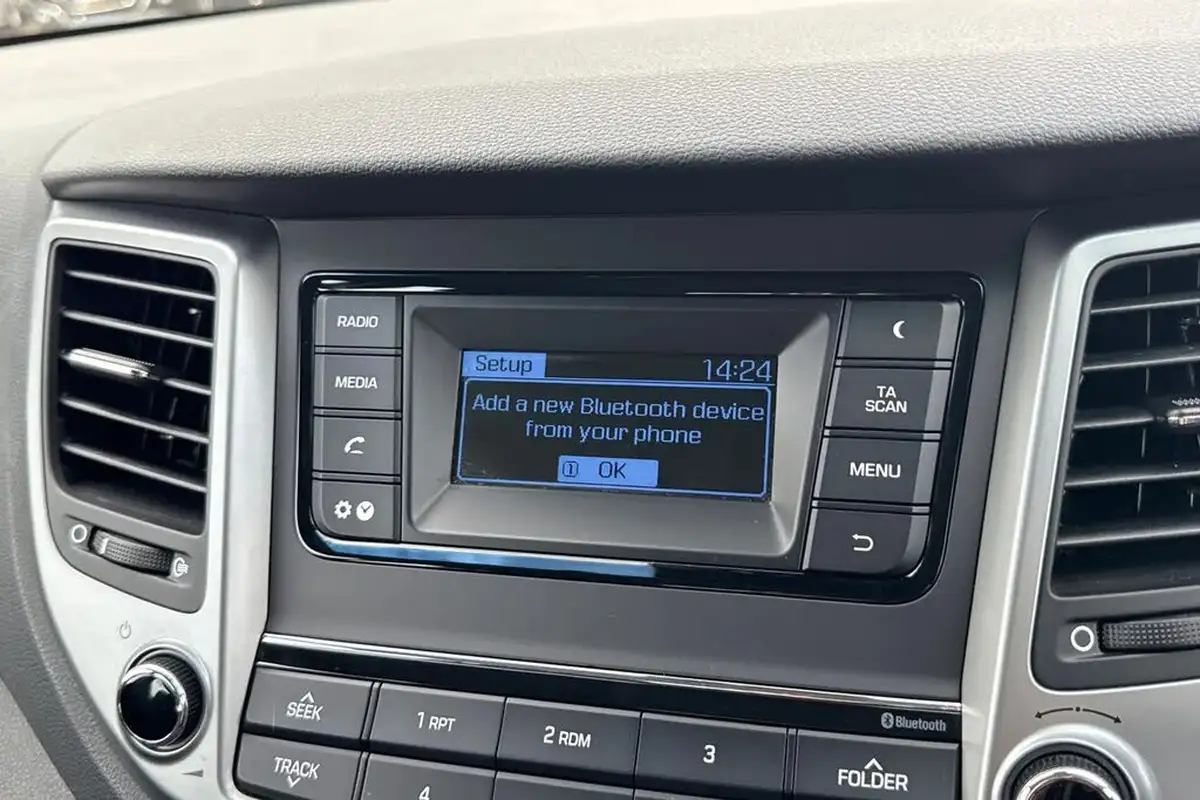 RADIO
MEDIA
Setup 14:24
Add a new Bluetooth device
from your phone
1 OK
TA
SCAN
MENU
Bluetooth
SEEK
1 RPT
2 RDM
3
FOLDER
TRACK
4